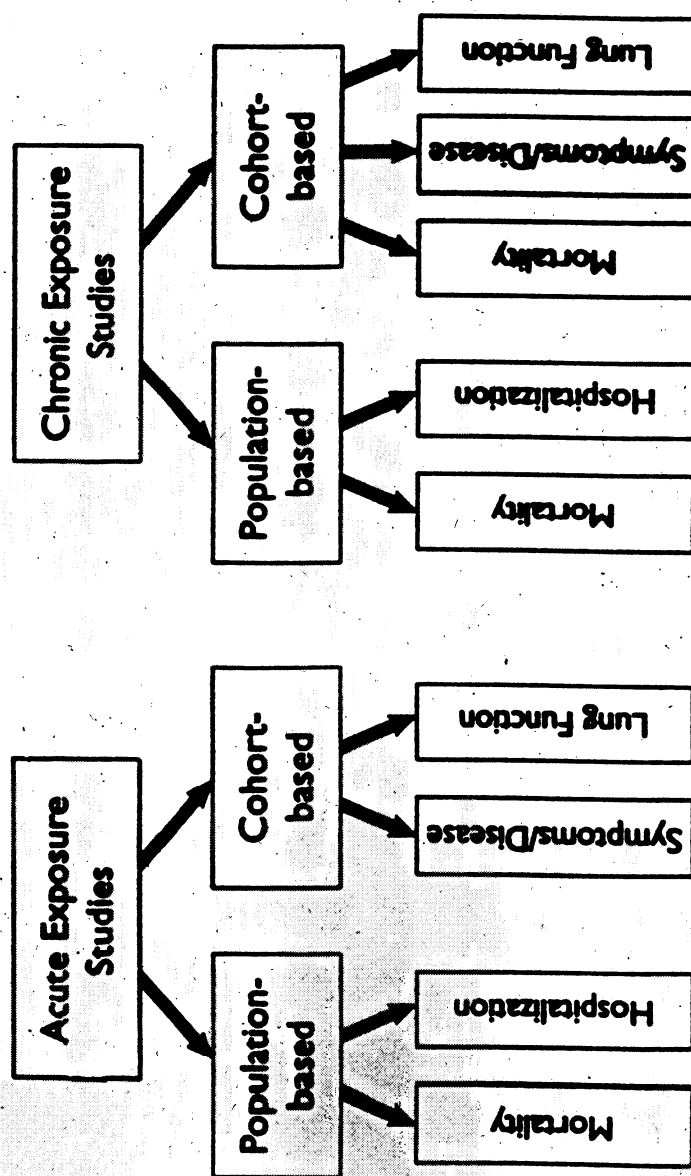 Acute Exposure
Studies
Population-
based
Mortality
Hospitalization
Cohort-
based
Symptoms/Disease
Lung Function
Chronic Exposure
Studies
Population-
based
Mortality
Hospitalization
Cohort-
based
Mortality
Symptoms/Disease
Lung Function